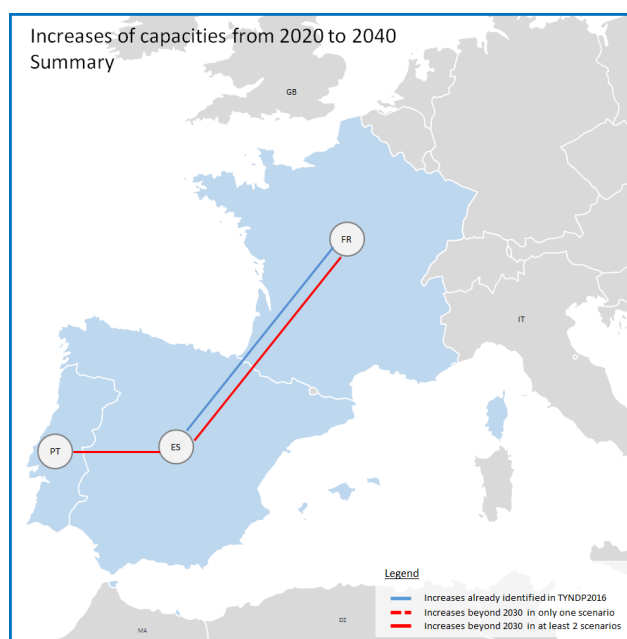 Increases of capacities from 2020 to 2040
Summary
GB
FR
IT
PT
ES
Legend
Increases already identified in TYNDP2016
Increases beyond 2030 in only one scenario
Increases beyond 2030 in at least 2 scenarios
MA
DZ